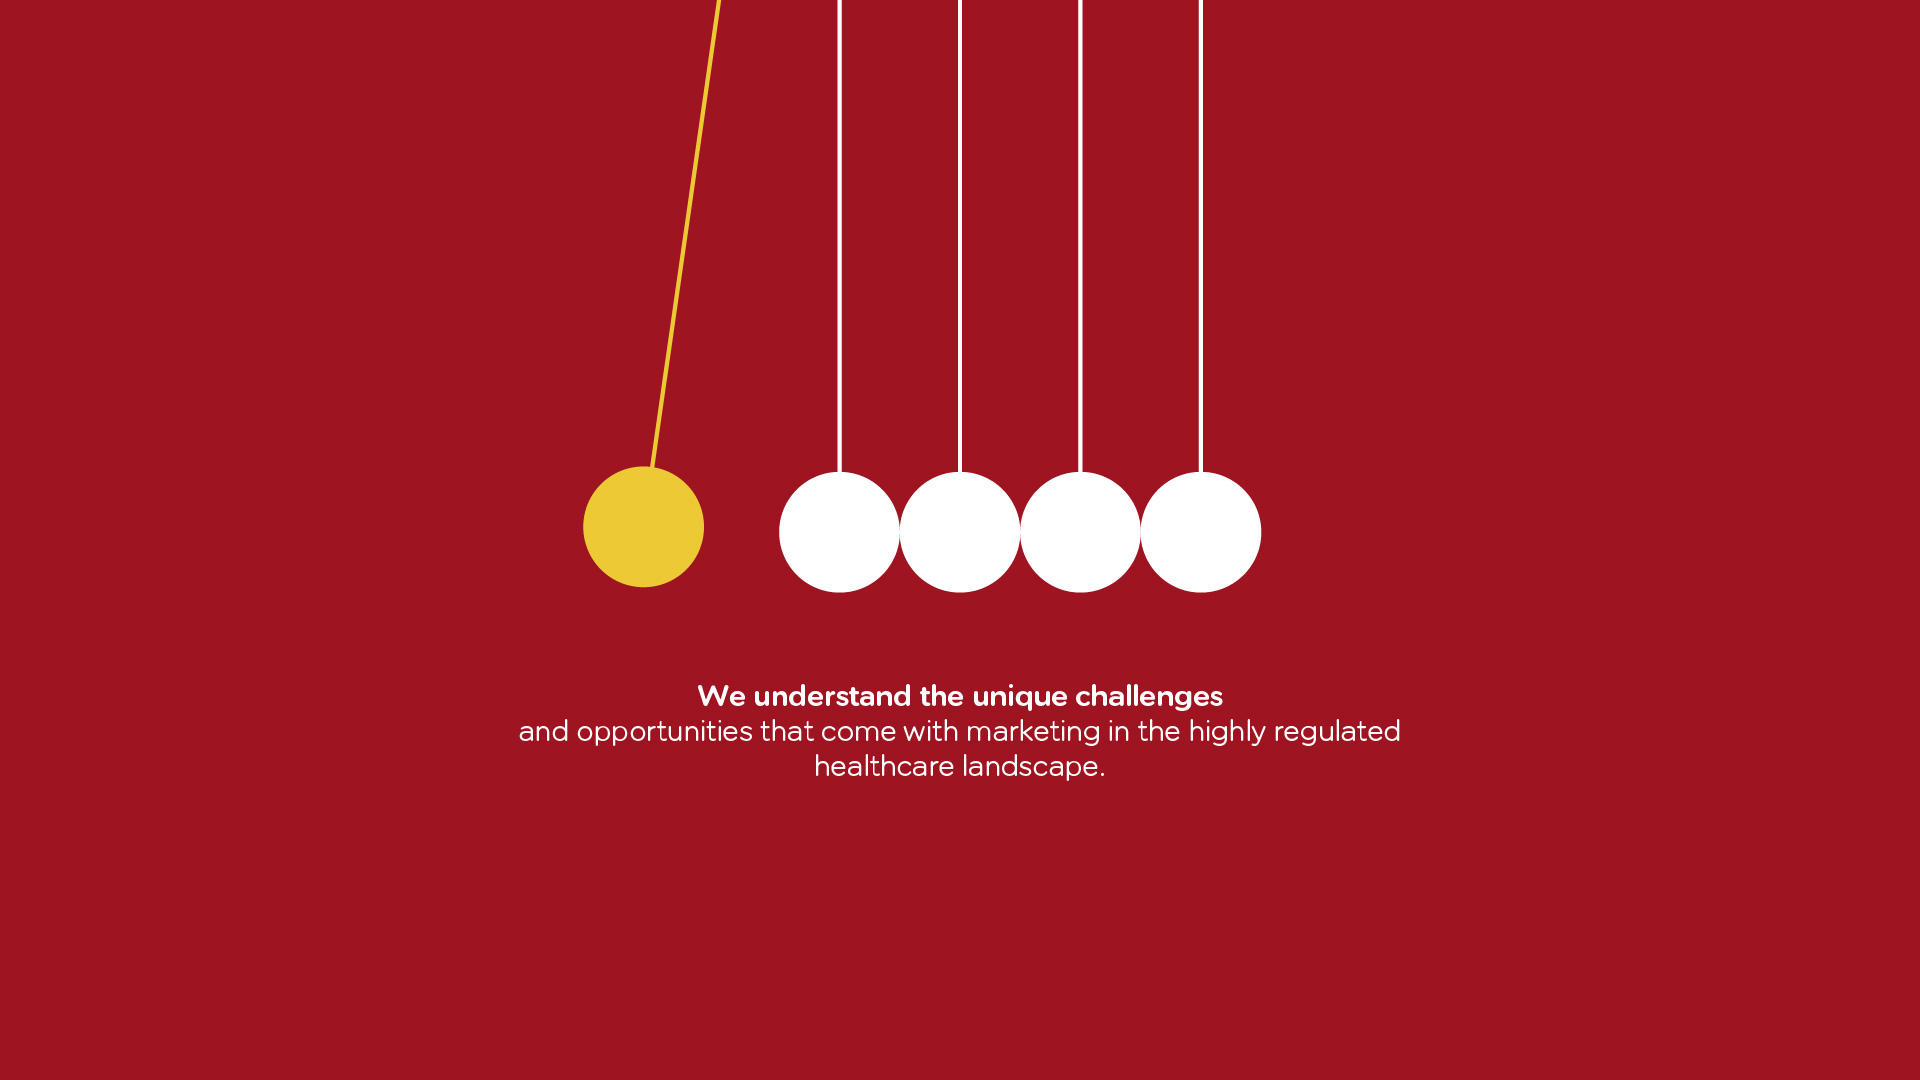 We understand the unique challenges
and opportunities that come with marketing in the highly regulated
healthcare landscape.